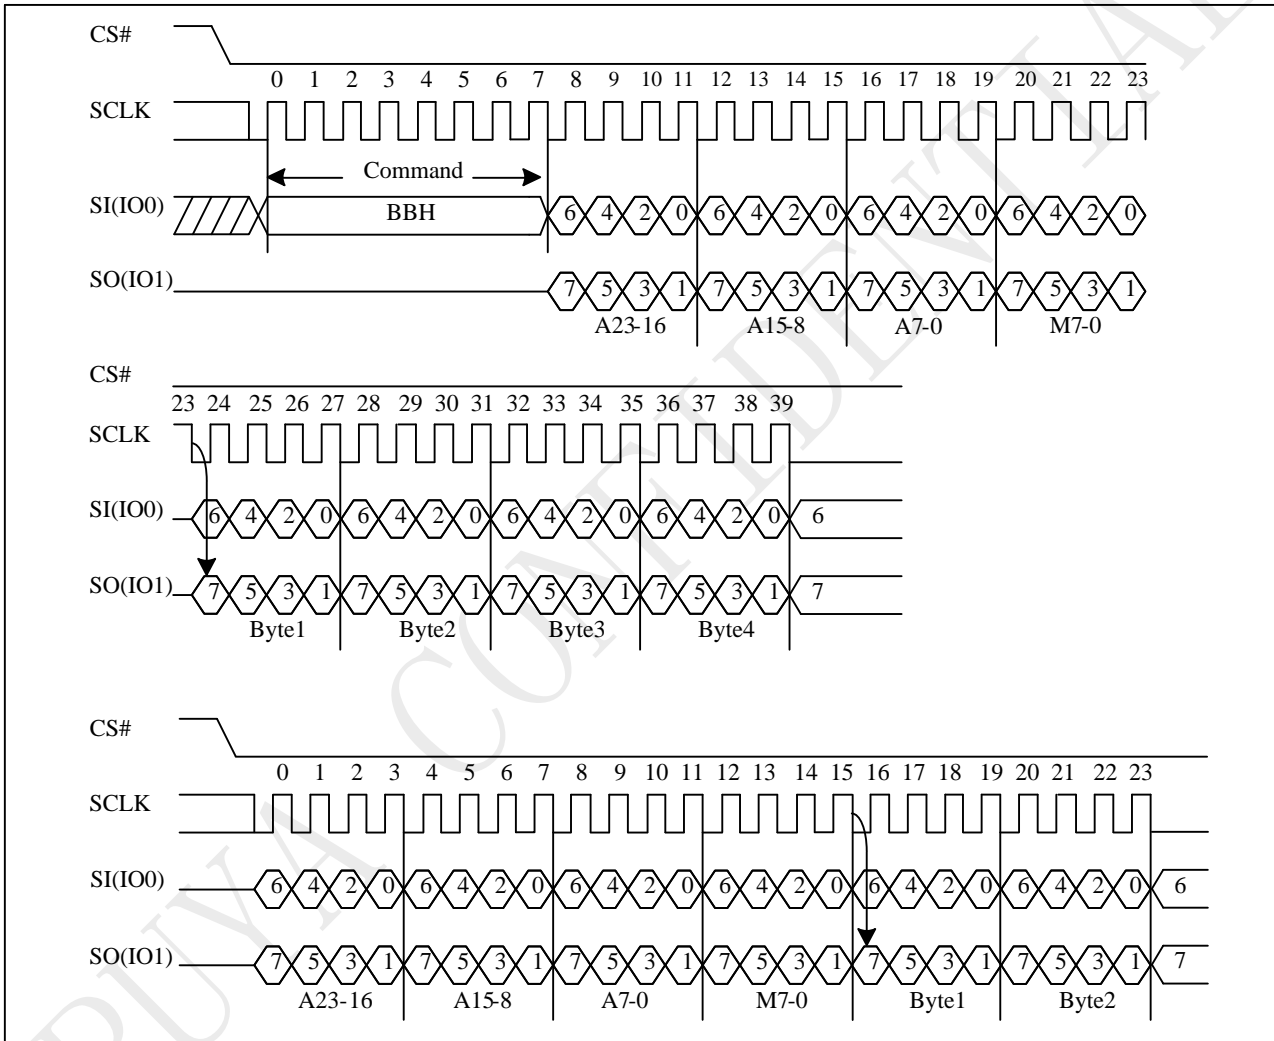 CS#
0 1 2 3 4 5 6 7 8 9 10 11 12 13 14 15 16 17 18 19 20 21 22 23
SCLK
Command
SI(IO0) BBH 6 4 2 0 6 4 2 0 6 4 2 0 6 4 2 0
SO(IO1) 7 5 3 1 7 5 3 1 7 5 3 1 7 5 3 1
A23-16 A15-8 A7-0 M7-0
CS#
23 24 25 26 27 28 29 30 31 32 33 34 35 36 37 38 39
SCLK
SI(IO0) 6 4 2 0 6 4 2 0 6 4 2 0 6 4 2 0 6
SO(IO1) 7 5 3 1 7 5 3 1 7 5 3 1 7 5 3 1 7
Byte1 Byte2 Byte3 Byte4
CS#
0 1 2 3 4 5 6 7 8 9 10 11 12 13 14 15 16 17 18 19 20 21 22 23
SCLK
SI(IO0) 6 4 2 0 6 4 2 0 6 4 2 0 6 4 2 0 6 4 2 0 6 4 2 0 6
SO(IO1) 7 5 3 1 7 5 3 1 7 5 3 1 7 5 3 1 7 5 3 1 7 5 3 1 7
A23-16 A15-8 A7-0 M7-0 Byte1 Byte2
PUYA CONFIDENTIAL